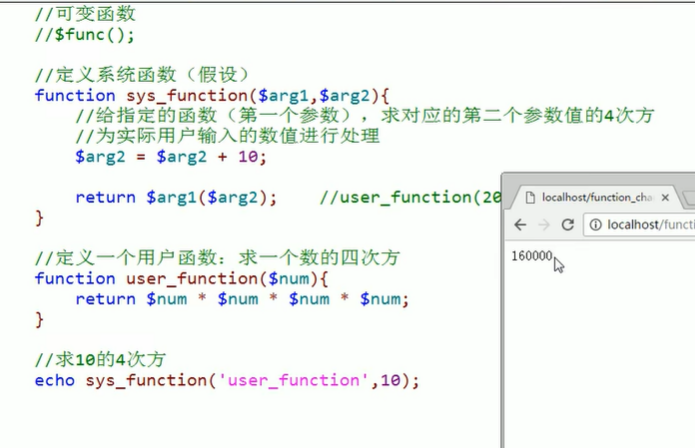 //可变函数
//$func();
//定义系统函数（假设）
function sys_function($arg1,$arg2){
//给指定的函数（第一个参数），求对应的第二个参数值的4次方
//为实际用户输入的数值进行处理
$arg2 = $arg2 + 10;
return $arg1($arg2);    //user_function(20
}
//定义一个用户函数：求一个数的四次方
function user_function($num){
return $num * $num * $num * $num;
}
//求10的4次方
echo sys_function('user_function',10);
localhost/function_cha
localhost/functi
160000